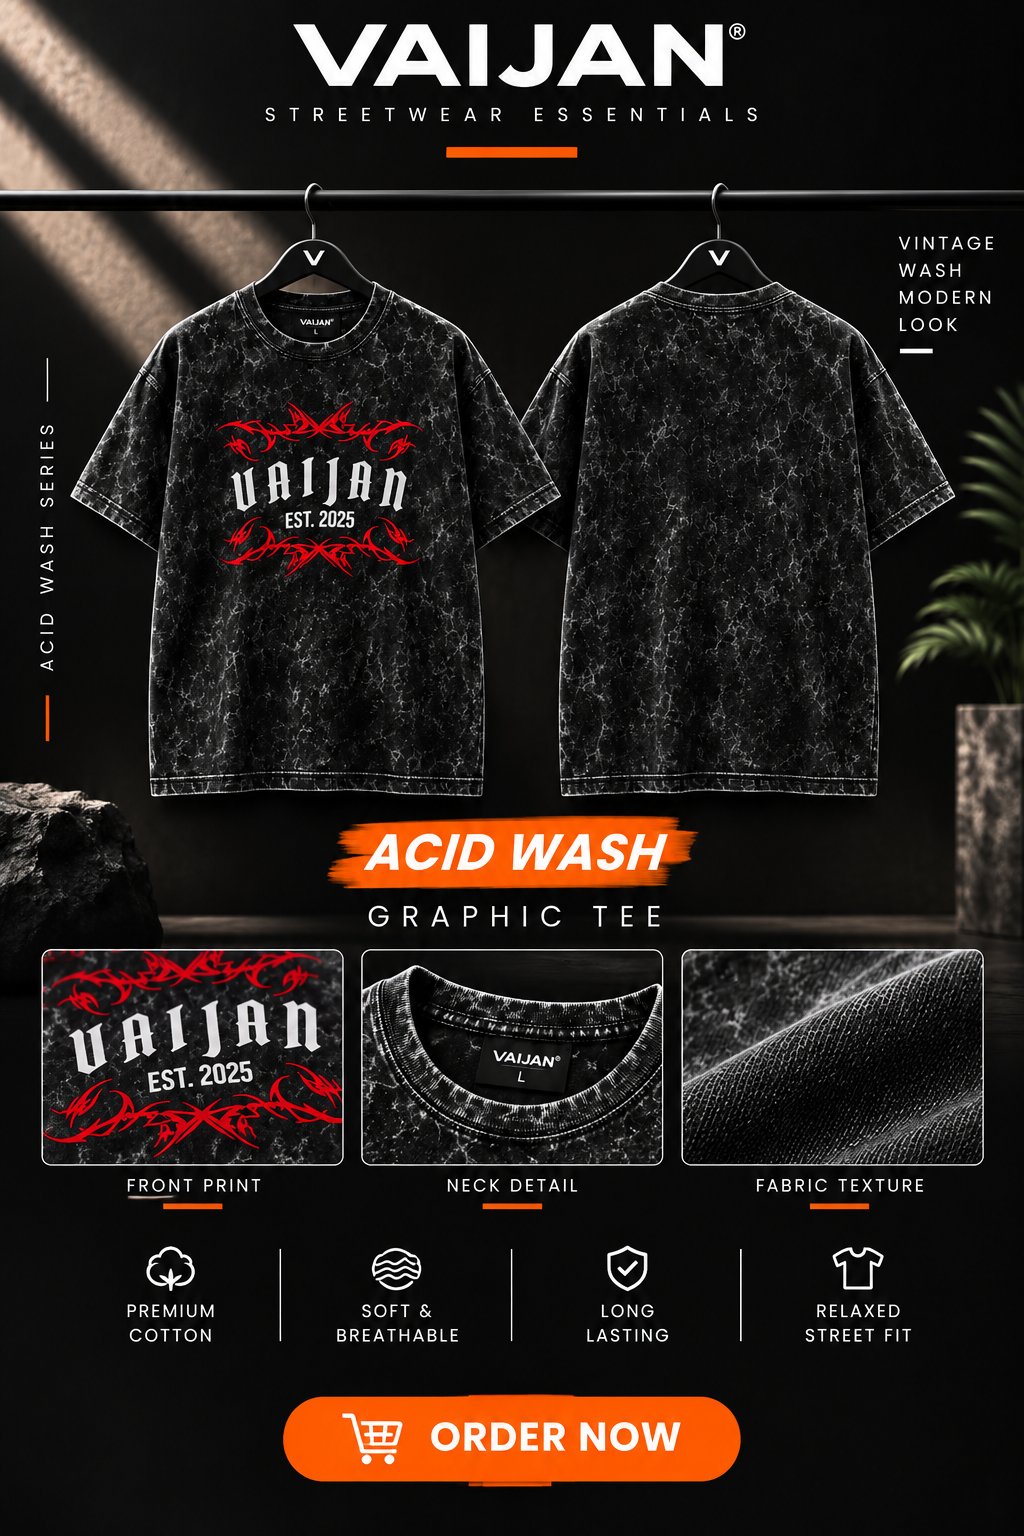 VAIJAN®
STREETWEAR ESSENTIALS
V
V
VINTAGE
WASH
MODERN
LOOK
ACID WASH SERIES
VAIJAN®
L
VAIJAN
EST. 2025
ACID WASH
GRAPHIC TEE
VAIJAN
EST. 2025
VAIJAN®
L
FRONT PRINT
NECK DETAIL
FABRIC TEXTURE
PREMIUM
COTTON
SOFT &
BREATHABLE
LONG
LASTING
RELAXED
STREET FIT
ORDER NOW